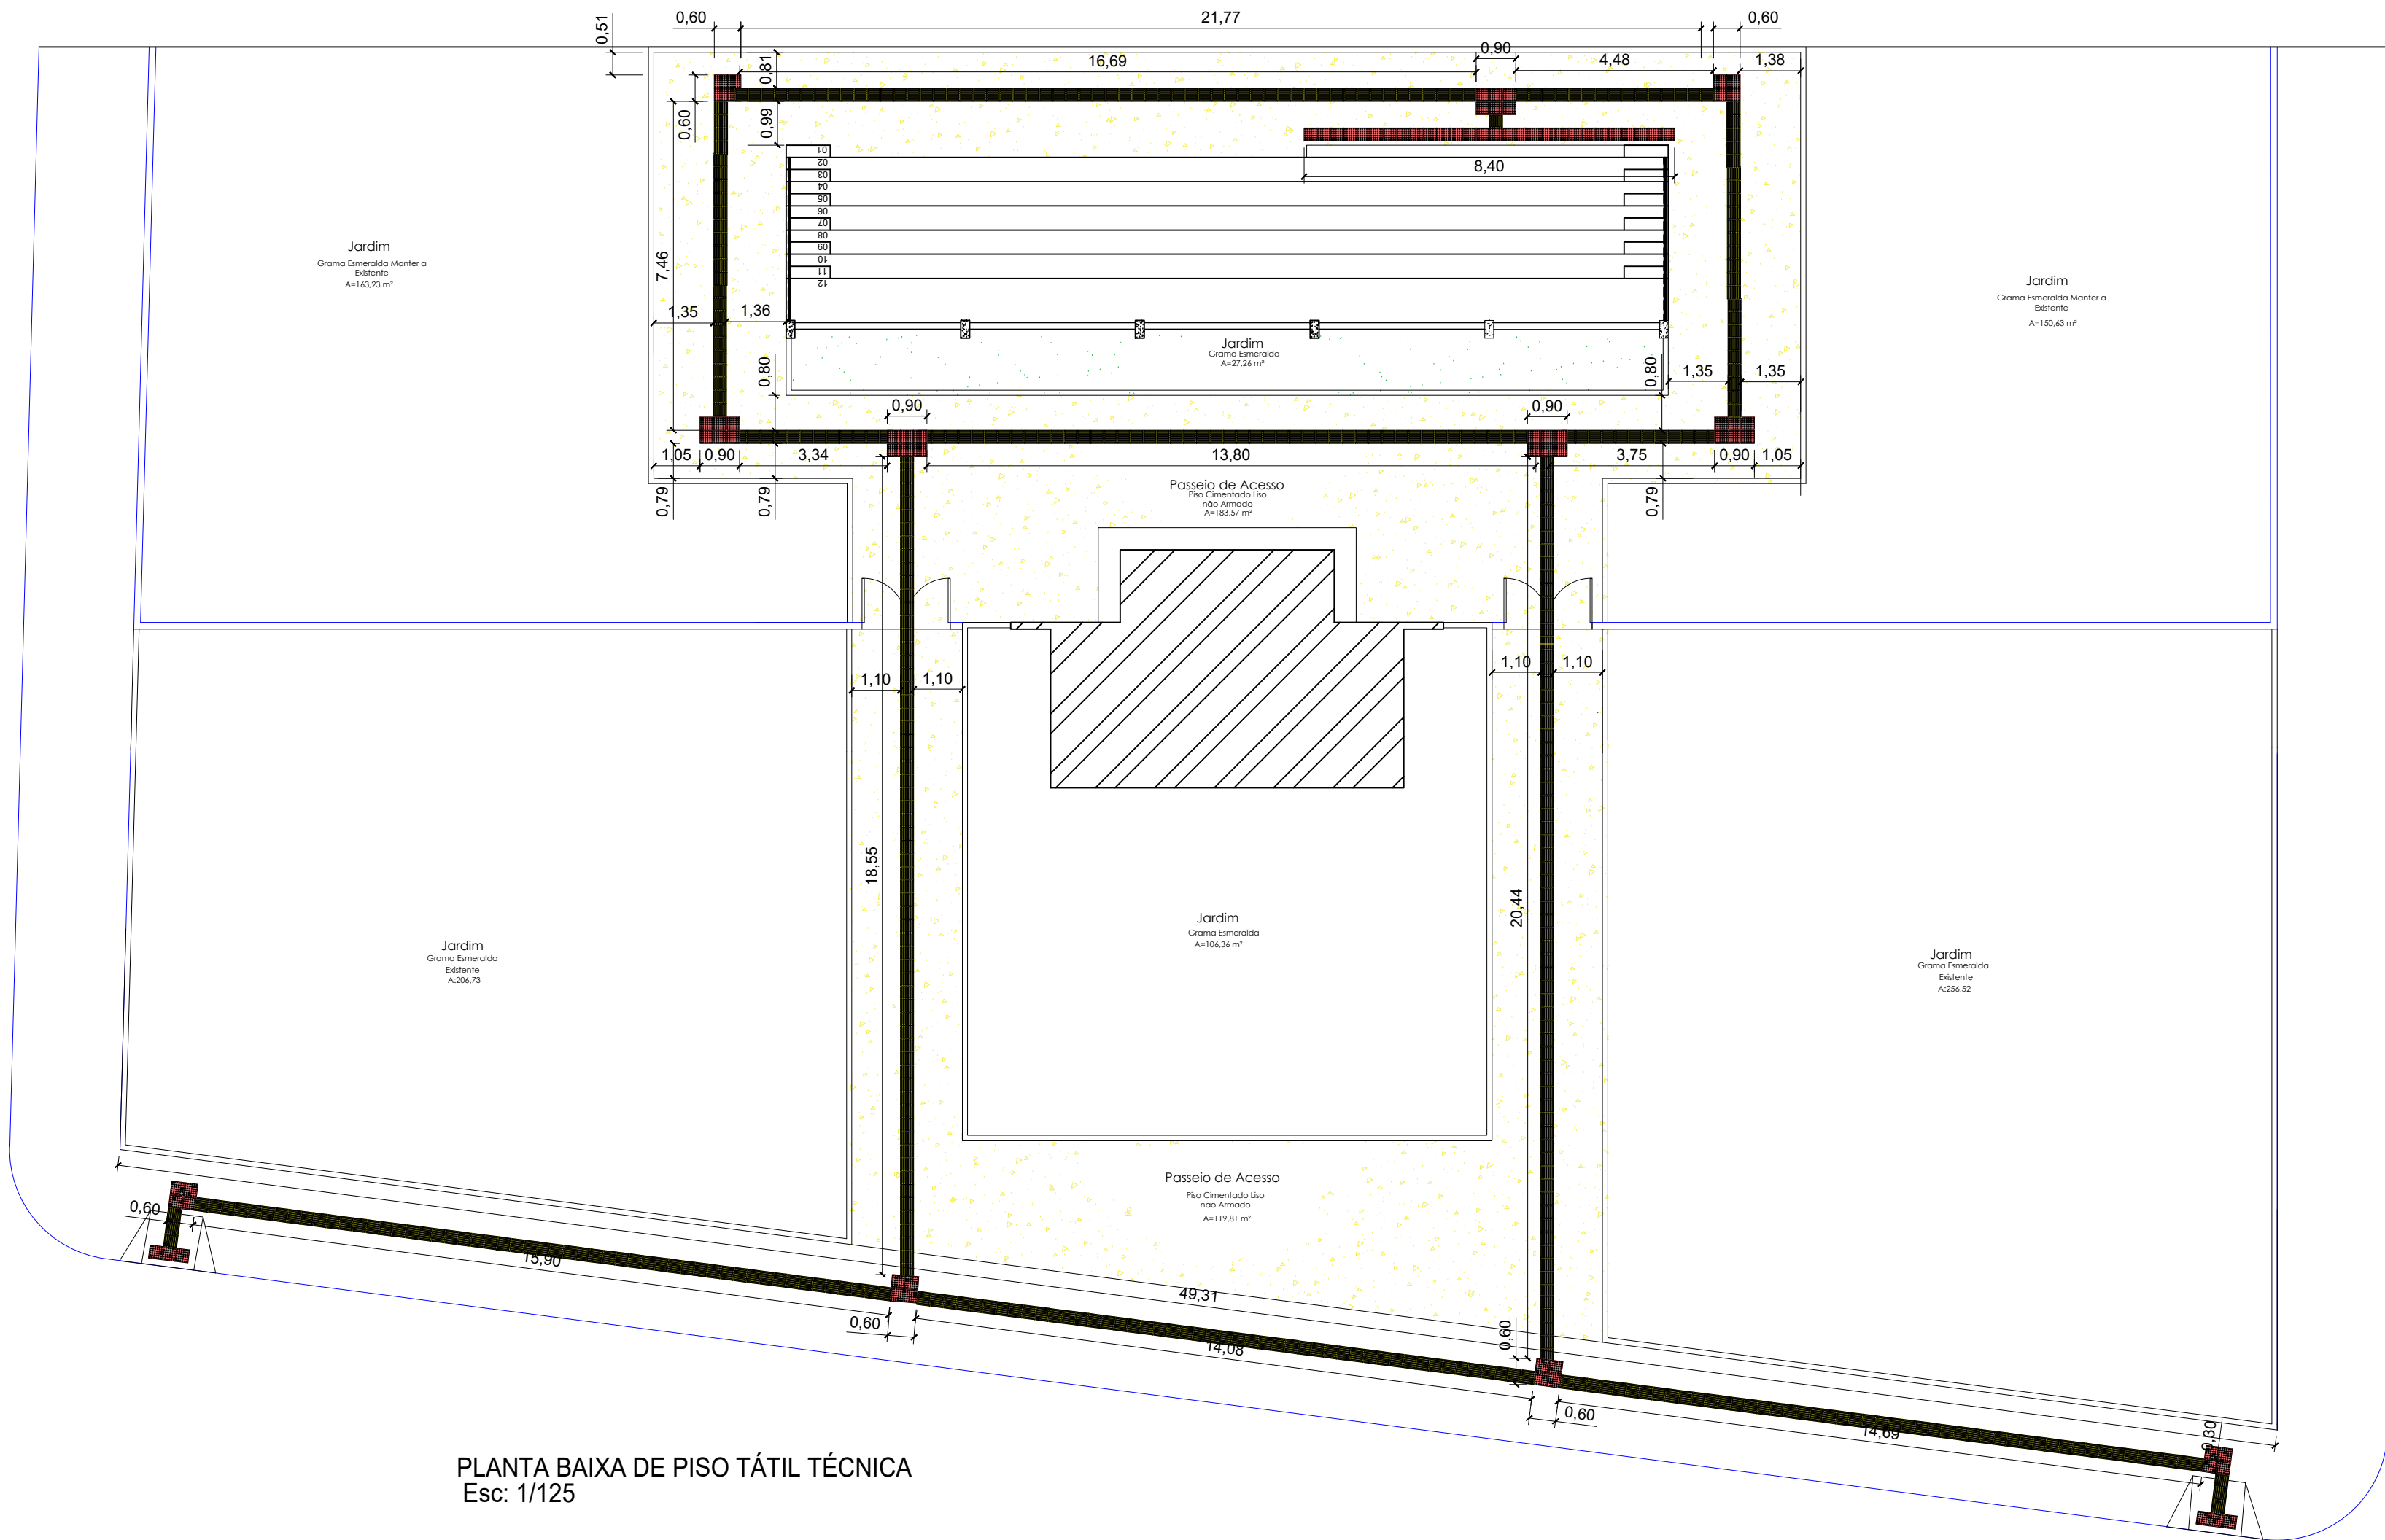 0,60
21,77
0,60
0,51
0,90
16,69
0,81
4,48
1,38
0,60
0,99
01
02
03
04
05
06
07
08
09
10
11
12
8,40
Jardim
Grama Esmeralda Manter a
Existente
A=163,23 m²
7,46
1,35
1,36
Jardim
Grama Esmeralda Manter a
Existente
A=150,63 m²
Jardim
Grama Esmeralda
A=27,26 m²
0,80
0,80
1,35
1,35
0,90
0,90
1,05
0,90
3,34
13,80
3,75
0,90
1,05
0,79
0,79
0,79
Passeio de Acesso
Piso Cimentado Liso
não Armado
A=183,57 m²
1,10
1,10
1,10
1,10
18,55
20,44
Jardim
Grama Esmeralda
A=106,36 m²
Jardim
Grama Esmeralda
Existente
A:206,73
Jardim
Grama Esmeralda
Existente
A:256,52
Passeio de Acesso
Piso Cimentado Liso
não Armado
A=119,81 m²
0,60
15,90
49,31
0,60
14,08
0,60
0,60
14,69
0,30
PLANTA BAIXA DE PISO TÁTIL TÉCNICA
Esc: 1/125